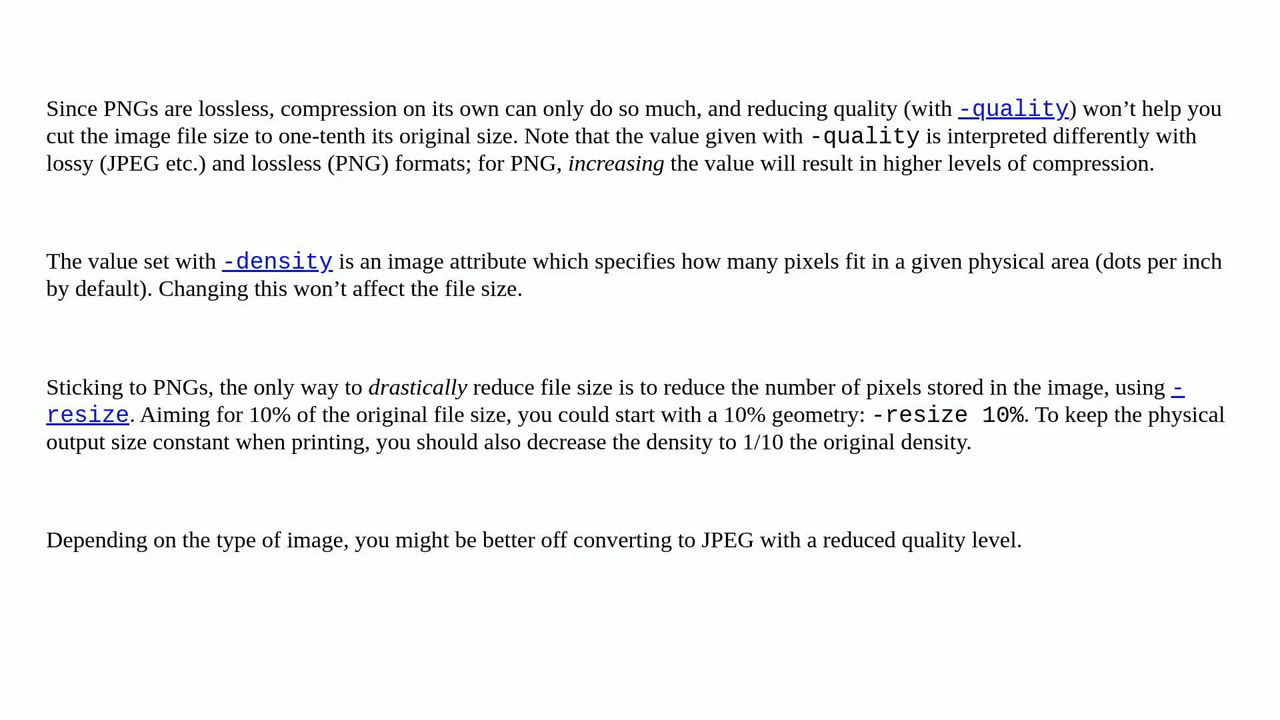 Since PNGs are lossless, compression on its own can only do so much, and reducing quality (with -quality) won’t help you
cut the image file size to one-tenth its original size. Note that the value given with -quality is interpreted differently with
lossy (JPEG etc.) and lossless (PNG) formats; for PNG, increasing the value will result in higher levels of compression.
The value set with -density is an image attribute which specifies how many pixels fit in a given physical area (dots per inch
by default). Changing this won’t affect the file size.
Sticking to PNGs, the only way to drastically reduce file size is to reduce the number of pixels stored in the image, using -
resize. Aiming for 10% of the original file size, you could start with a 10% geometry: -resize 10%. To keep the physical
output size constant when printing, you should also decrease the density to 1/10 the original density.
Depending on the type of image, you might be better off converting to JPEG with a reduced quality level.